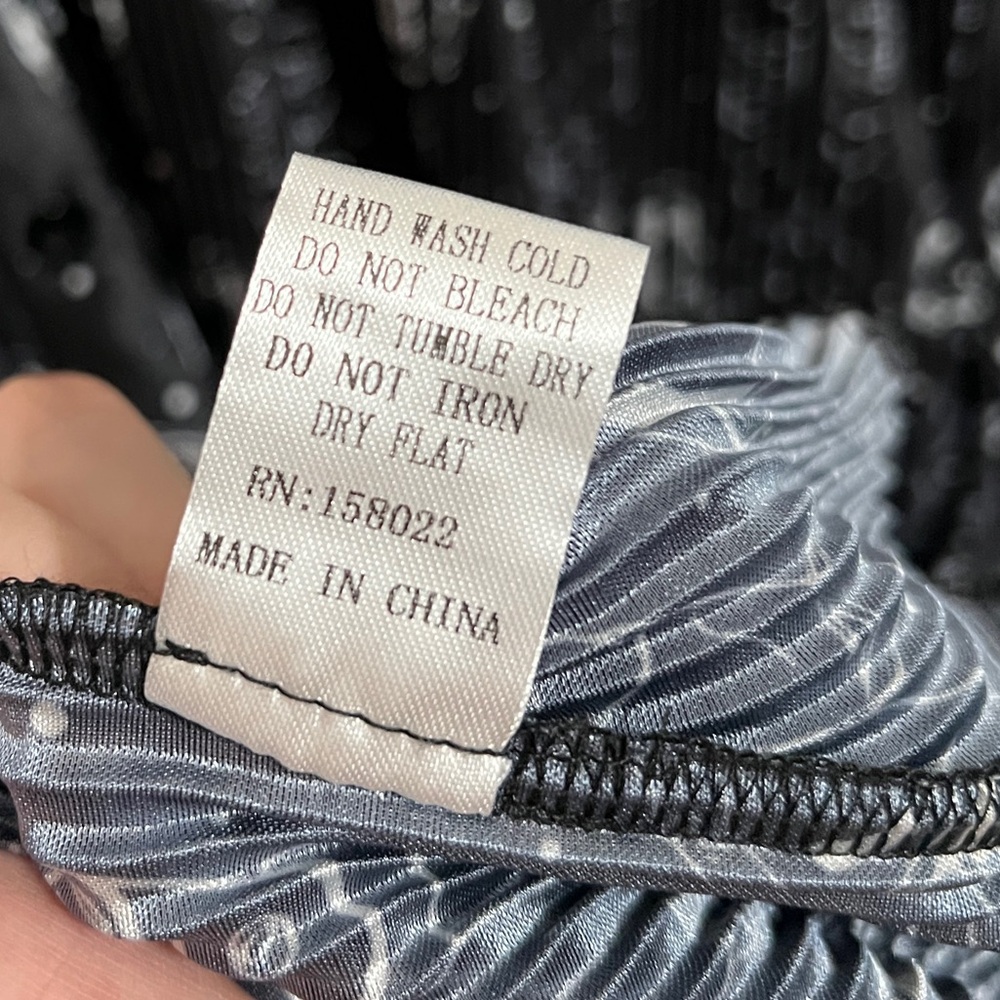 HAND WASH COLD
DO NOT BLEACH
DO NOT TUMBLE DRY
DO NOT IRON
DRY FLAT
RN:158022
MADE IN CHINA